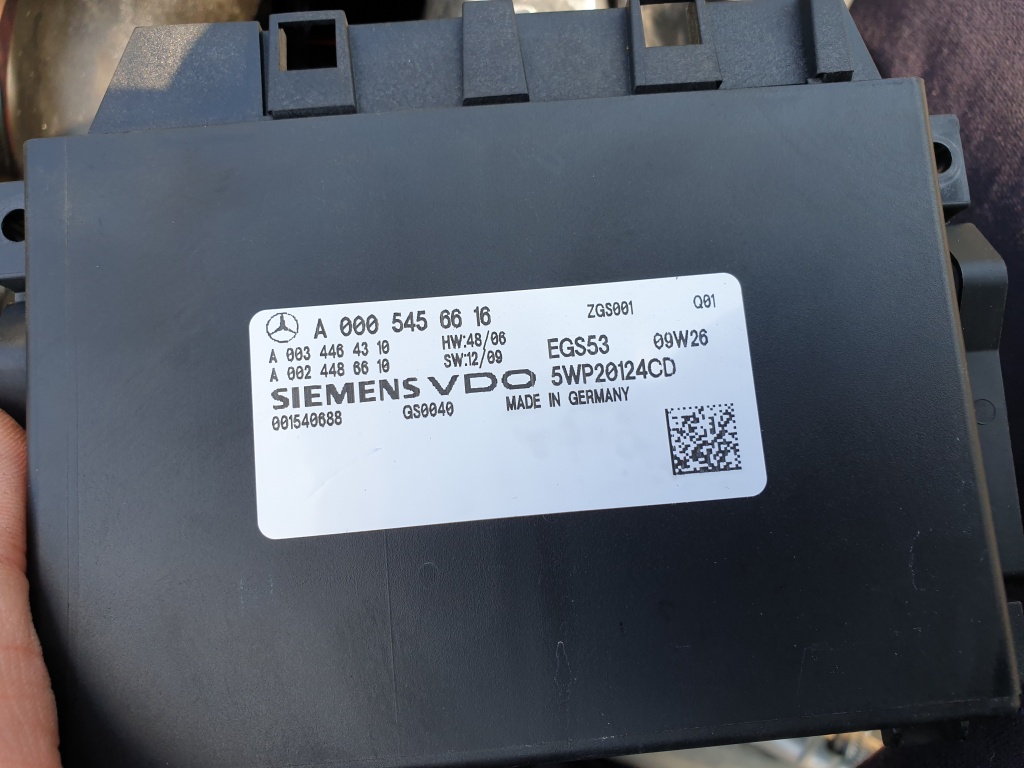 A 000 545 66 16 ZGS001 Q01
A 003 446 43 10 HW:48/06 EGS53 09W26
A 002 448 66 10 SW:12/09
SIEMENS VDO 5WP20124CD
001540688 GS0040 MADE IN GERMANY